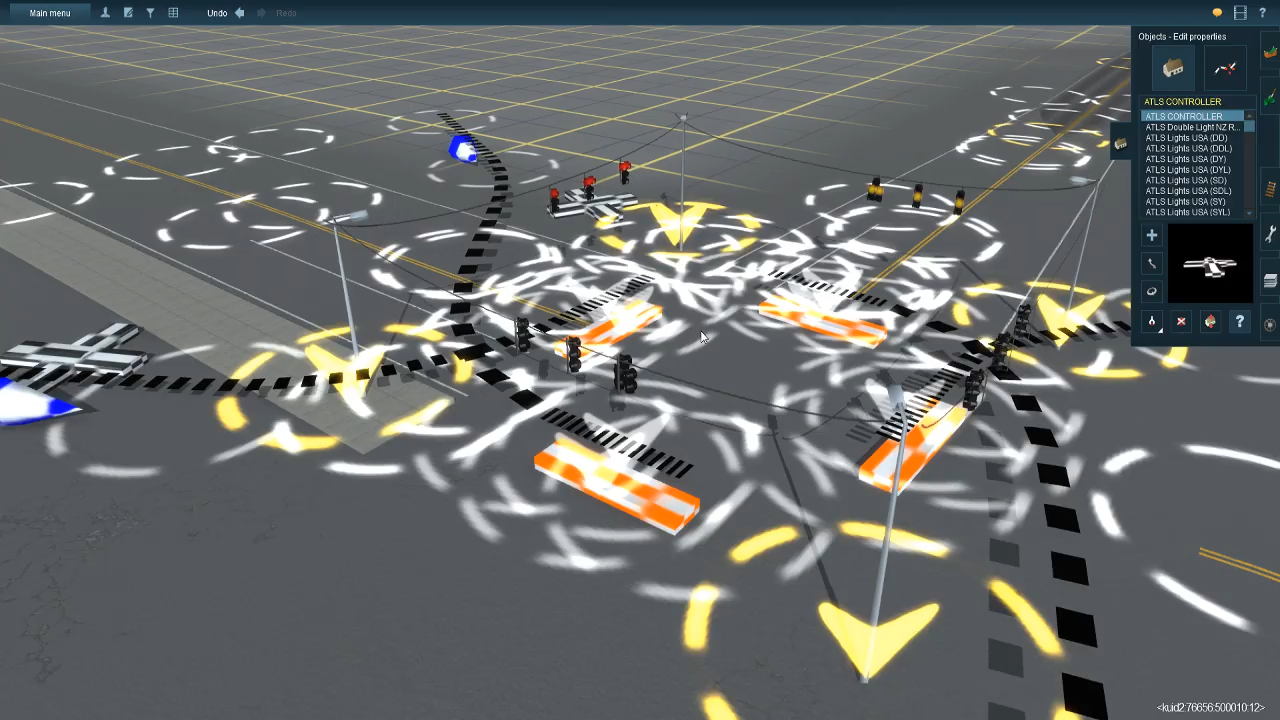 Main menu
Undo
Redo
?
Objects - Edit properties
ATLS CONTROLLER
ATLS CONTROLLER
ATLS Double Light NZ R...
ATLS Lights USA (DD)
ATLS Lights USA (DDL)
ATLS Lights USA (DY)
ATLS Lights USA (DYL)
ATLS Lights USA (SD)
ATLS Lights USA (SDL)
ATLS Lights USA (SY)
ATLS Lights USA (SYL)
?
<kuid2:76656:500010:12>